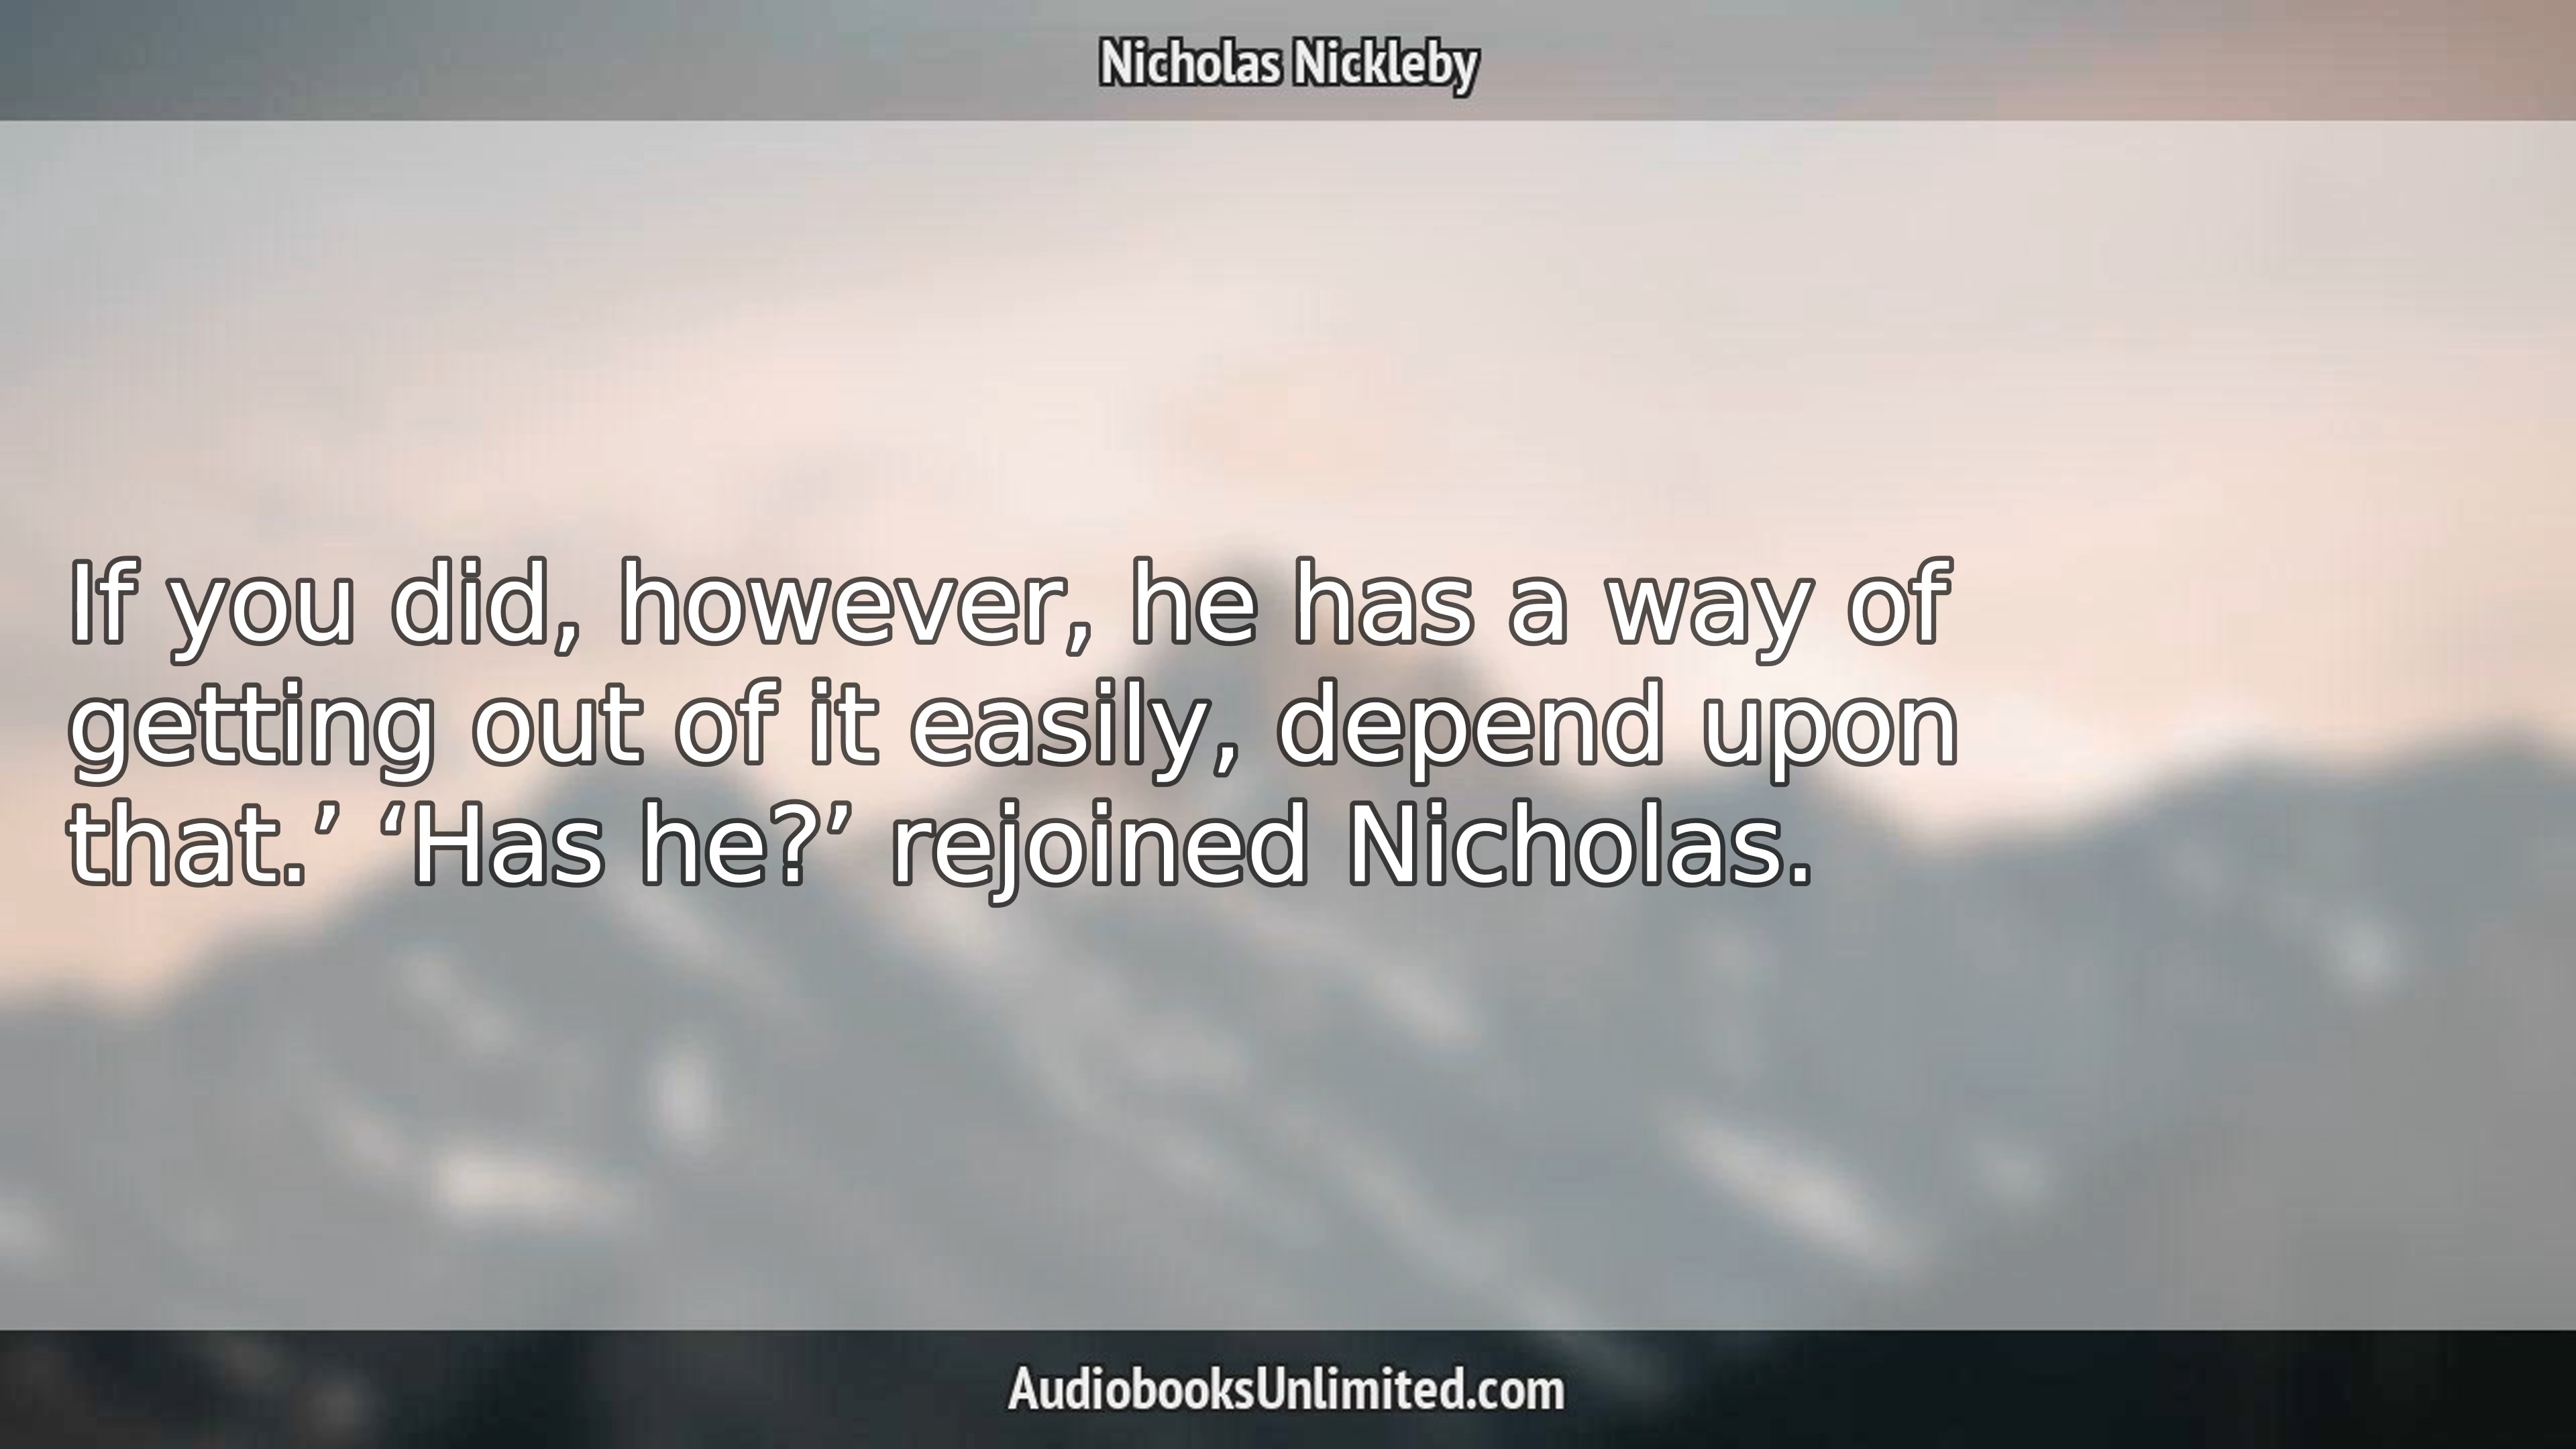 Nicholas Nickleby
If you did, however, he has a way of
getting out of it easily, depend upon
that.’ ‘Has he?’ rejoined Nicholas.
AudiobooksUnlimited.com